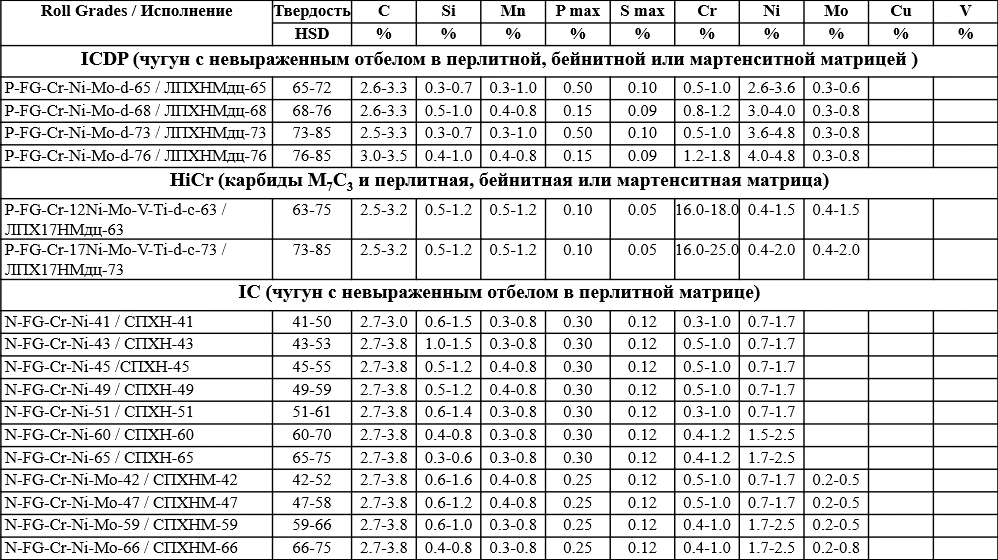 Roll Grades / Исполнение Твердость C Si Mn P max S max Cr Ni Mo Cu V
HSD % % % % % % % % % %
ICDP (чугун с невыраженным отбелом в перлитной, бейнитной или мартенситной матрицей )
P-FG-Cr-Ni-Mo-d-65 / ЛПХНМдц-65 65-72 2.6-3.3 0.3-0.7 0.3-1.0 0.50 0.10 0.5-1.0 2.6-3.6 0.3-0.6
P-FG-Cr-Ni-Mo-d-68 / ЛПХНМдц-68 68-76 2.6-3.3 0.5-1.0 0.4-0.8 0.15 0.09 0.8-1.2 3.0-4.0 0.3-0.8
P-FG-Cr-Ni-Mo-d-73 / ЛПХНМдц-73 73-85 2.5-3.3 0.3-0.7 0.3-1.0 0.50 0.10 0.5-1.0 3.6-4.8 0.3-0.8
P-FG-Cr-Ni-Mo-d-76 / ЛПХНМдц-76 76-85 3.0-3.5 0.4-1.0 0.4-0.8 0.15 0.09 1.2-1.8 4.0-4.8 0.3-0.8
HiCr (карбиды M7C3 и перлитная, бейнитная или мартенситная матрица)
P-FG-Cr-12Ni-Mo-V-Ti-d-c-63 / 63-75 2.5-3.2 0.5-1.2 0.5-1.2 0.10 0.05 16.0-18.0 0.4-1.5 0.4-1.5
ЛПХ17НМдц-63
P-FG-Cr-17Ni-Mo-V-Ti-d-c-73 / 73-85 2.5-3.2 0.5-1.2 0.5-1.2 0.10 0.05 16.0-25.0 0.4-2.0 0.4-2.0
ЛПХ17НМдц-73
IC (чугун с невыраженным отбелом в перлитной матрице)
N-FG-Cr-Ni-41 / СПХН-41 41-50 2.7-3.0 0.6-1.5 0.3-0.8 0.30 0.12 0.3-1.0 0.7-1.7
N-FG-Cr-Ni-43 / СПХН-43 43-53 2.7-3.8 1.0-1.5 0.3-0.8 0.30 0.12 0.5-1.0 0.7-1.7
N-FG-Cr-Ni-45 /СПХН-45 45-55 2.7-3.8 0.5-1.2 0.4-0.8 0.30 0.12 0.5-1.0 0.7-1.7
N-FG-Cr-Ni-49 / СПХН-49 49-59 2.7-3.8 0.5-1.2 0.4-0.8 0.30 0.12 0.5-1.0 0.7-1.7
N-FG-Cr-Ni-51 / СПХН-51 51-61 2.7-3.8 0.6-1.4 0.3-0.8 0.30 0.12 0.3-1.0 0.7-1.7
N-FG-Cr-Ni-60 / СПХН-60 60-70 2.7-3.8 0.4-0.8 0.3-0.8 0.30 0.12 0.4-1.2 1.5-2.5
N-FG-Cr-Ni-65 / СПХН-65 65-75 2.7-3.8 0.3-0.6 0.3-0.8 0.30 0.12 0.4-1.2 1.7-2.5
N-FG-Cr-Ni-Mo-42 / СПХНМ-42 42-52 2.7-3.8 0.6-1.6 0.4-0.8 0.25 0.12 0.5-1.0 0.7-1.7 0.2-0.5
N-FG-Cr-Ni-Mo-47 / СПХНМ-47 47-58 2.7-3.8 0.6-1.2 0.4-0.8 0.25 0.12 0.5-1.0 0.7-1.7 0.2-0.5
N-FG-Cr-Ni-Mo-59 / СПХНМ-59 59-66 2.7-3.8 0.6-1.0 0.3-0.8 0.25 0.12 0.4-1.0 1.7-2.5 0.2-0.5
N-FG-Cr-Ni-Mo-66 / СПХНМ-66 66-75 2.7-3.8 0.4-0.8 0.3-0.8 0.25 0.12 0.4-1.0 1.7-2.5 0.2-0.8